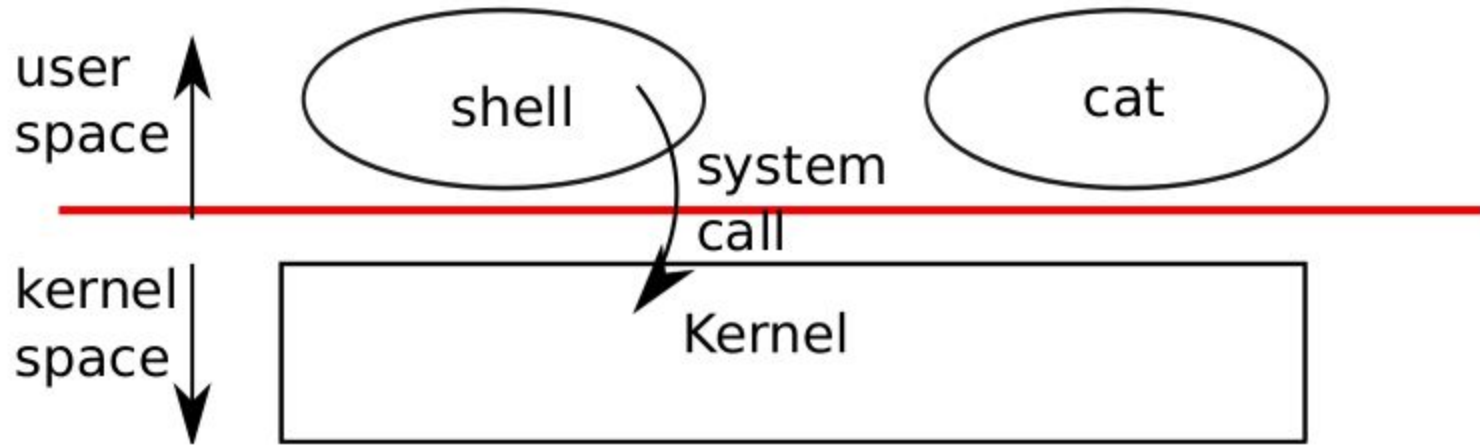 user
space
shell
cat
system
call
kernel
space
Kernel